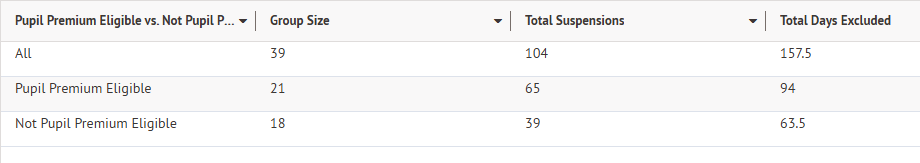 Pupil Premium Eligible vs. Not Pupil P... Group Size Total Suspensions Total Days Excluded
All 39 104 157.5
Pupil Premium Eligible 21 65 94
Not Pupil Premium Eligible 18 39 63.5